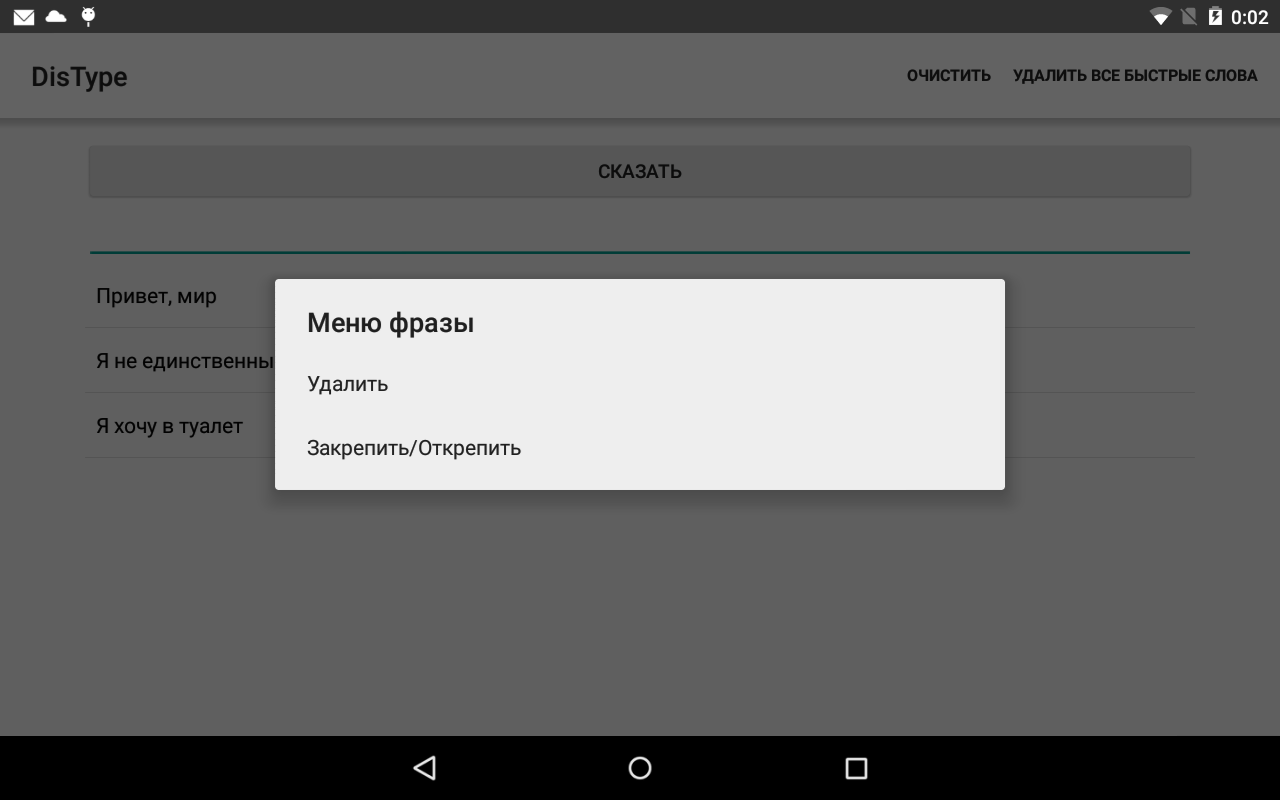 0:02
DisType
ОЧИСТИТЬ
УДАЛИТЬ ВСЕ БЫСТРЫЕ СЛОВА
СКАЗАТЬ
Привет, мир
Меню фразы
Я не единственны
Удалить
Я хочу в туалет
Закрепить/Открепить